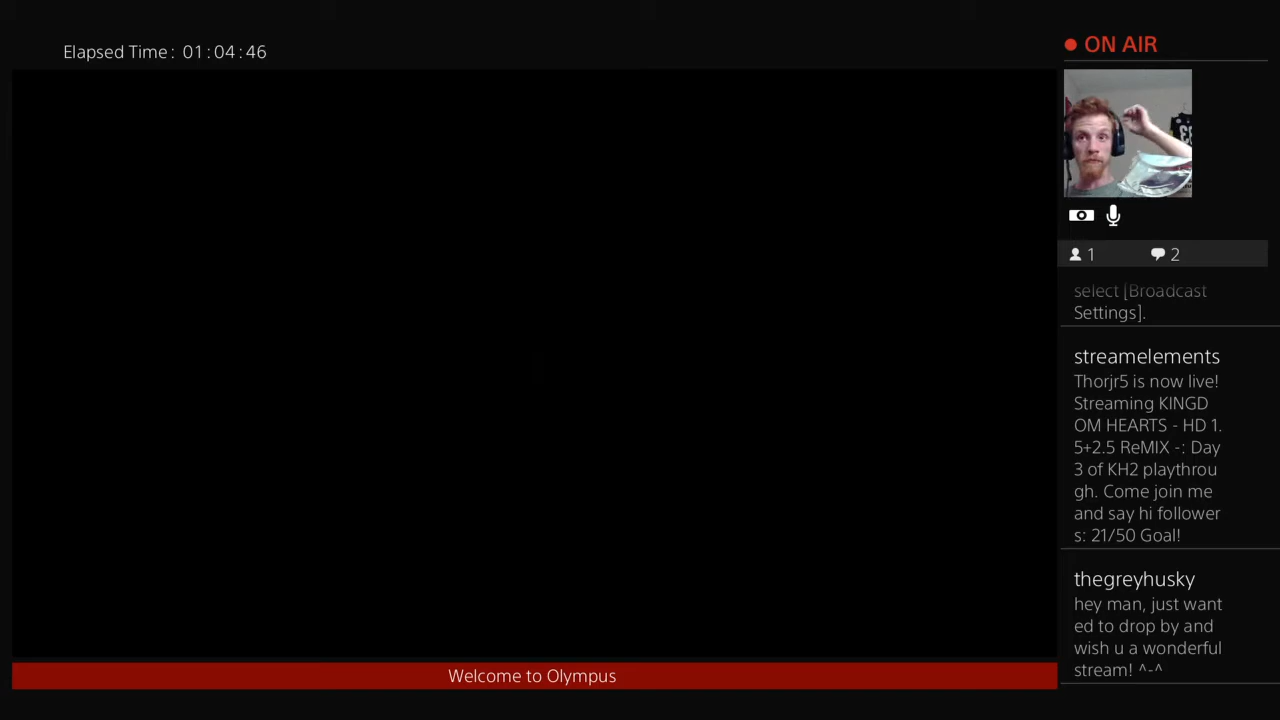 Elapsed Time: 01:04:46
ON AIR
1
2
select [Broadcast
Settings].
streamelements
Thorjr5 is now live!
Streaming KINGD
OM HEARTS - HD 1.
5+2.5 ReMIX -: Day
3 of KH2 playthrou
gh. Come join me
and say hi follower
s: 21/50 Goal!
thegreyhusky
hey man, just want
ed to drop by and
wish u a wonderful
stream! ^-^
Welcome to Olympus